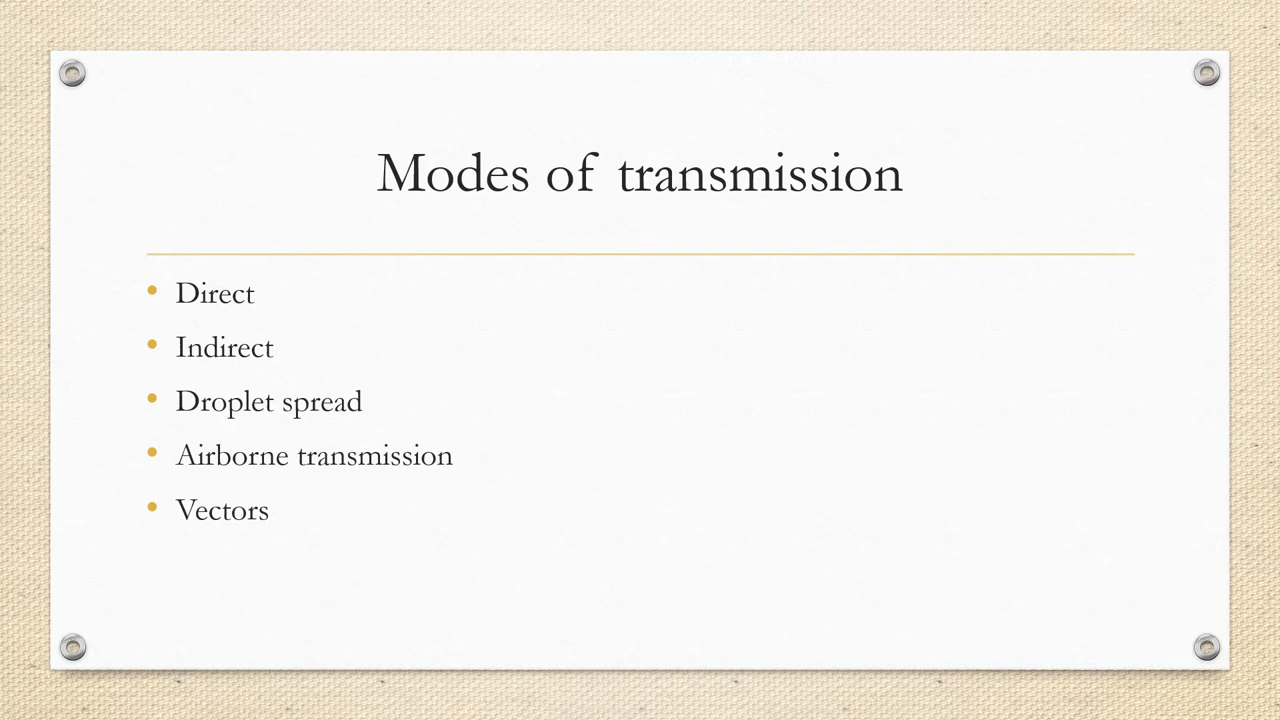 Modes of transmission
• Direct
• Indirect
• Droplet spread
• Airborne transmission
• Vectors